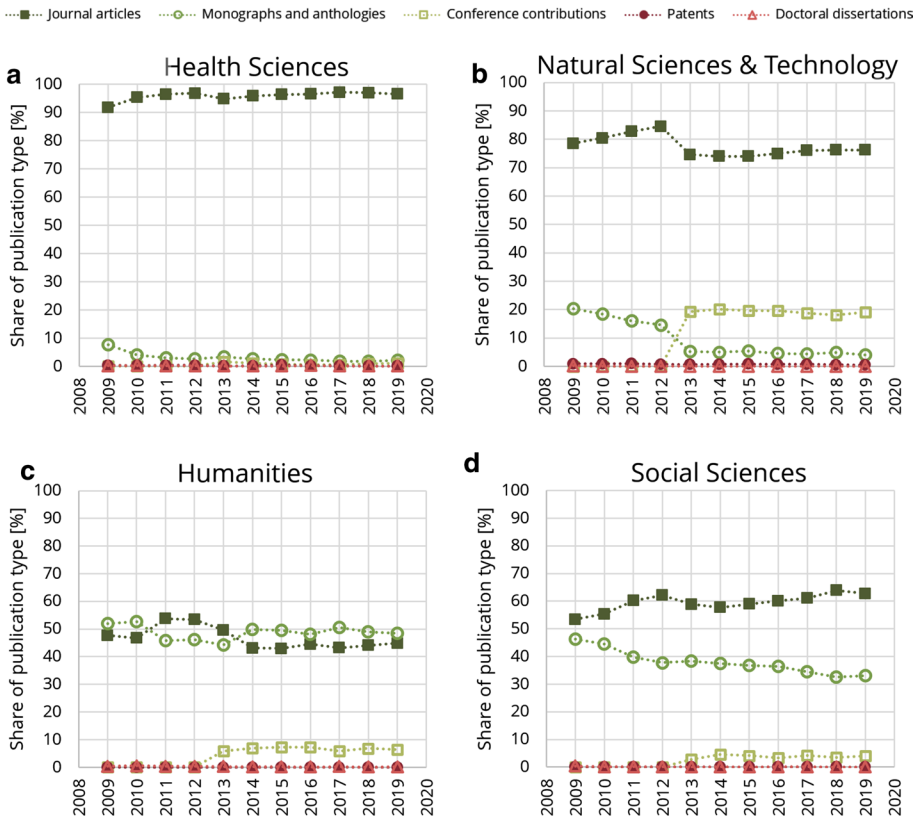 Journal articles Monographs and anthologies Conference contributions Patents Doctoral dissertations
a
Health Sciences
Share of publication type [%]
100
90
80
70
60
50
40
30
20
10
0
2008 2009 2010 2011 2012 2013 2014 2015 2016 2017 2018 2019 2020
b
Natural Sciences & Technology
Share of publication type [%]
100
90
80
70
60
50
40
30
20
10
0
2008 2009 2010 2011 2012 2013 2014 2015 2016 2017 2018 2019 2020
c
Humanities
Share of publication type [%]
100
90
80
70
60
50
40
30
20
10
0
2008 2009 2010 2011 2012 2013 2014 2015 2016 2017 2018 2019 2020
d
Social Sciences
Share of publication type [%]
100
90
80
70
60
50
40
30
20
10
0
2008 2009 2010 2011 2012 2013 2014 2015 2016 2017 2018 2019 2020